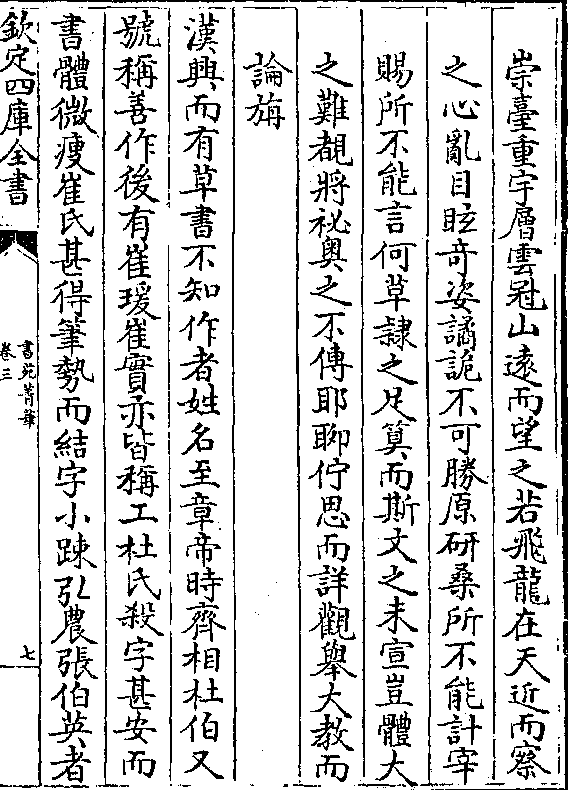 崇臺重宇層雲冠山遠而望之若飛龍在天近而察
之心亂目眩奇姿譎詭不可勝原研桑所不能計宰
賜所不能言何草隷之足筭而斯文之未宣豈體大
之難覩將祕奧之不傳耶聊佇思而詳觀舉大教而
論旃
漢興而有草書不知作者姓名至章帝時齊相杜伯又
號稱善作後有崔瑗崔實亦皆稱工杜氏殺字甚安而
書體微瘦崔氏甚得筆勢而結字小踈弘農張伯英者
欽定四庫全書
書苑菁華
卷三
七